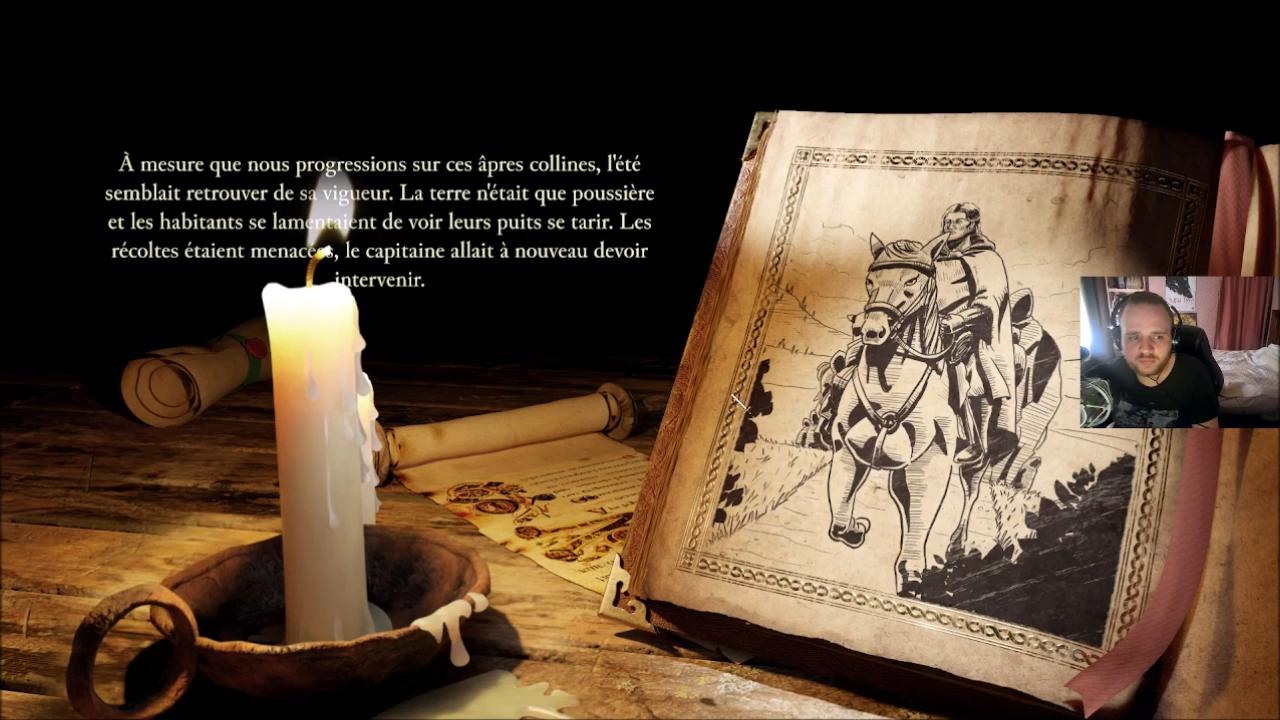 À mesure que nous progressions sur ces âpres collines, l'été
semblait retrouver de sa vigueur. La terre n'était que poussière
et les habitants se lamentaient de voir leurs puits se tarir. Les
récoltes étaient menacées, le capitaine allait à nouveau devoir
intervenir.